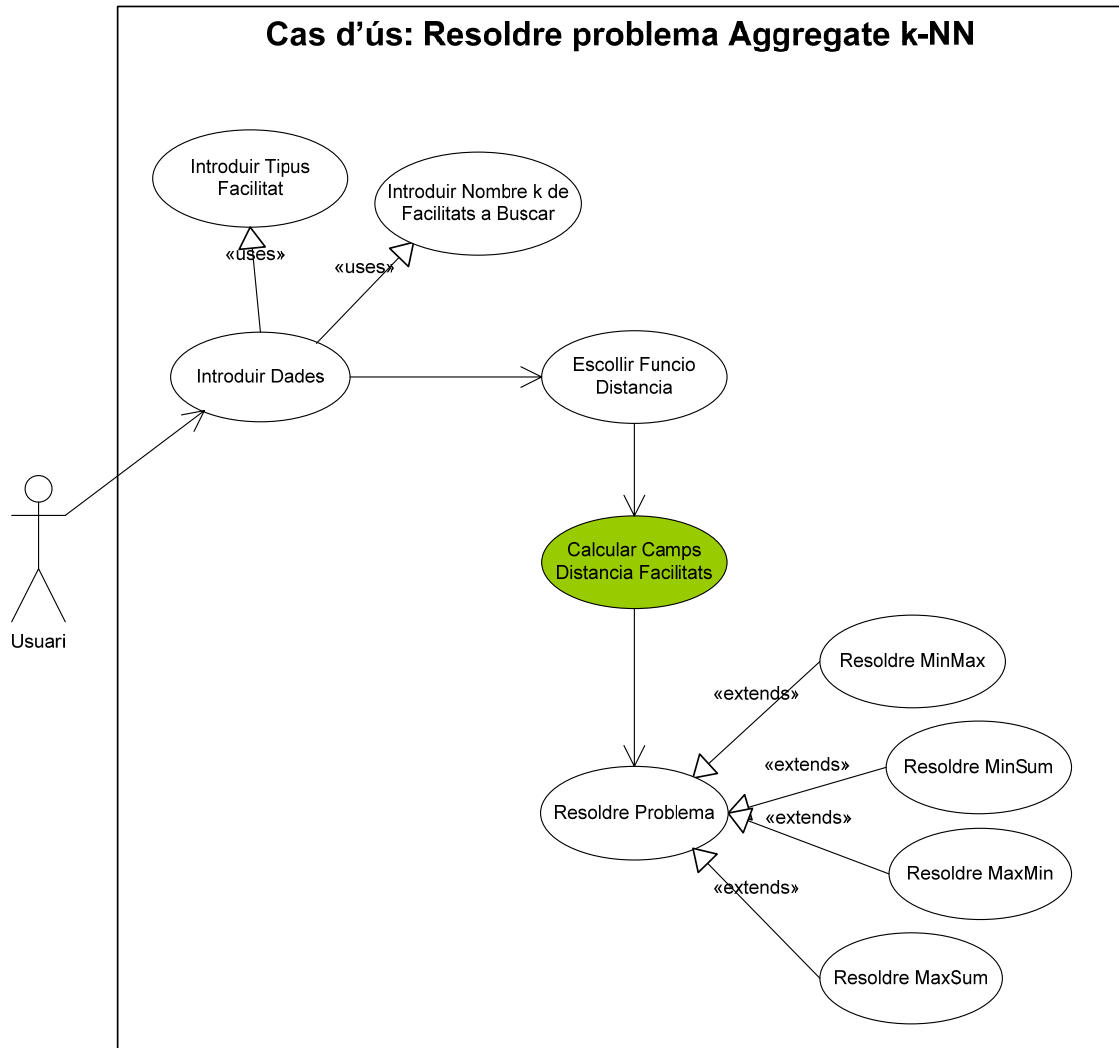 Cas d'ús: Resoldre problema Aggregate k-NN
Introduir Tipus
Facilitat
Introduir Nombre k de
Facilitats a Buscar
«uses»
«uses»
Introduir Dades
Escollir Funcio
Distancia
Calcular Camps
Distancia Facilitats
Usuari
Resoldre MinMax
«extends»
«extends»
Resoldre MinSum
Resoldre Problema
«extends»
Resoldre MaxMin
«extends»
Resoldre MaxSum